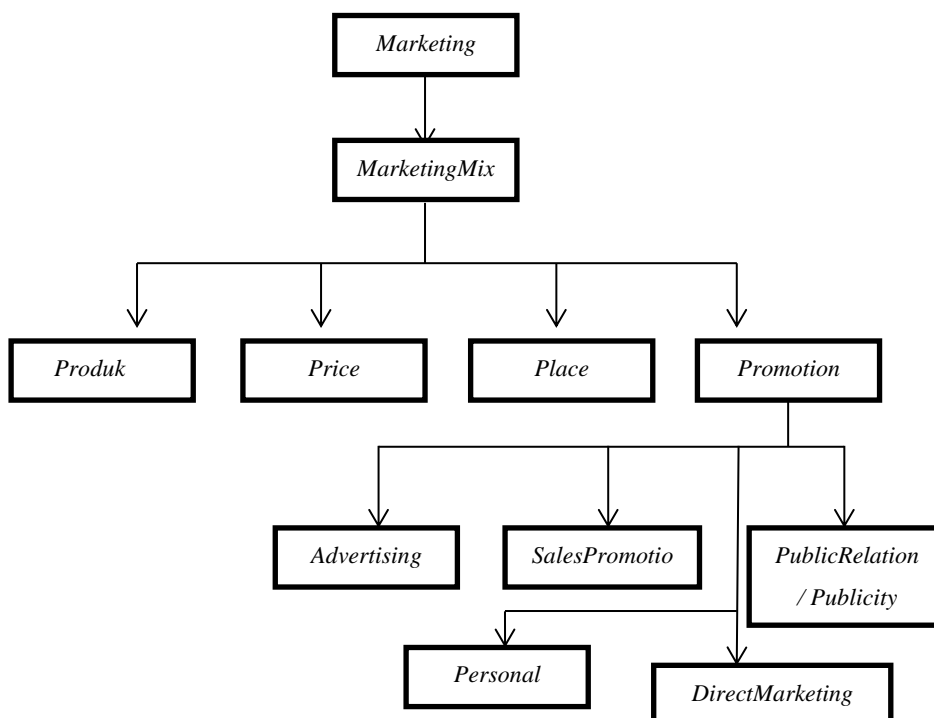 Marketing
MarketingMix
Produk
Price
Place
Promotion
Advertising
SalesPromotio
PublicRelation
/ Publicity
Personal
DirectMarketing